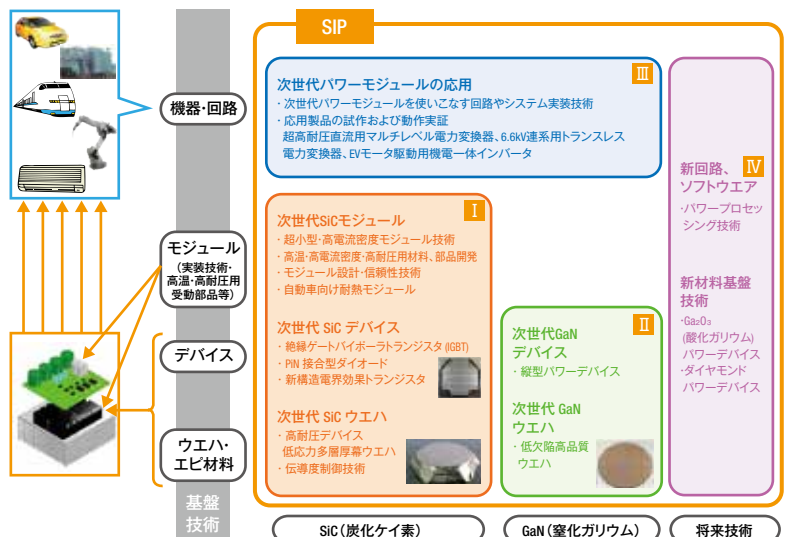 SIP
機器・回路
モジュール
(実装技術・
高温・高耐圧用
受動部品等)
デバイス
ウエハ・
エピ材料
基盤
技術
Ⅲ
次世代パワーモジュールの応用
・次世代パワーモジュールを使いこなす回路やシステム実装技術
・応用製品の試作および動作実証
超高耐圧直流用マルチレベル電力変換器、6.6kV連系用トランスレス
電力変換器、EVモータ駆動用機電一体インバータ
Ⅰ
次世代SiCモジュール
・超小型・高電流密度モジュール技術
・高温・高電流密度・高耐圧用材料、部品開発
・モジュール設計・信頼性技術
・自動車向け耐熱モジュール
次世代 SiC デバイス
・絶縁ゲートバイポーラトランジスタ(IGBT)
・PiN 接合型ダイオード
・新構造電界効果トランジスタ
次世代 SiC ウエハ
・高耐圧デバイス
低応力多層厚幕ウエハ
・伝導度制御技術
Ⅱ
次世代GaN
デバイス
・縦型パワーデバイス
次世代 GaN
ウエハ
・低欠陥高品質
ウエハ
Ⅳ
新回路、
ソフトウエア
・パワープロセッ
シング技術
新材料基盤
技術
・Ga₂O₃
(酸化ガリウム)
パワーデバイス
・ダイヤモンド
パワーデバイス
SiC(炭化ケイ素)
GaN(窒化ガリウム)
将来技術